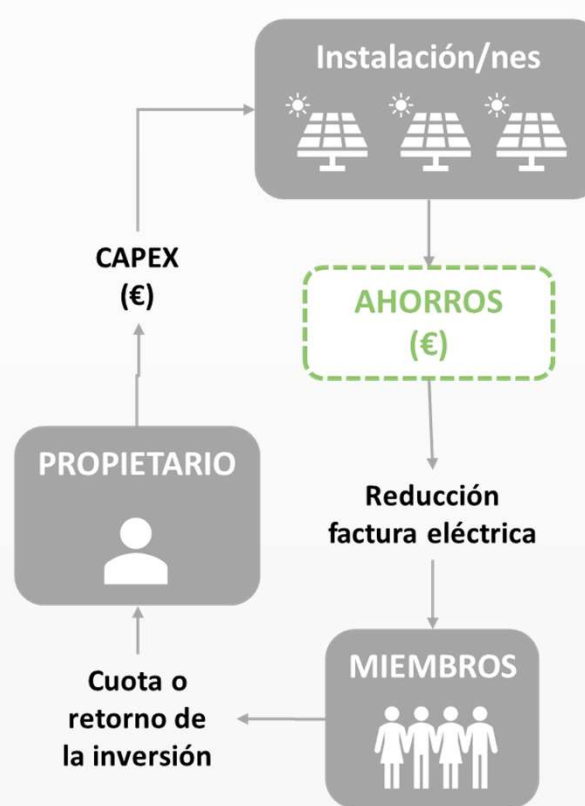 Instalación/nes
CAPEX
(€)
AHORROS
(€)
PROPIETARIO
Reducción
factura eléctrica
MIEMBROS
Cuota o
retorno de
la inversión